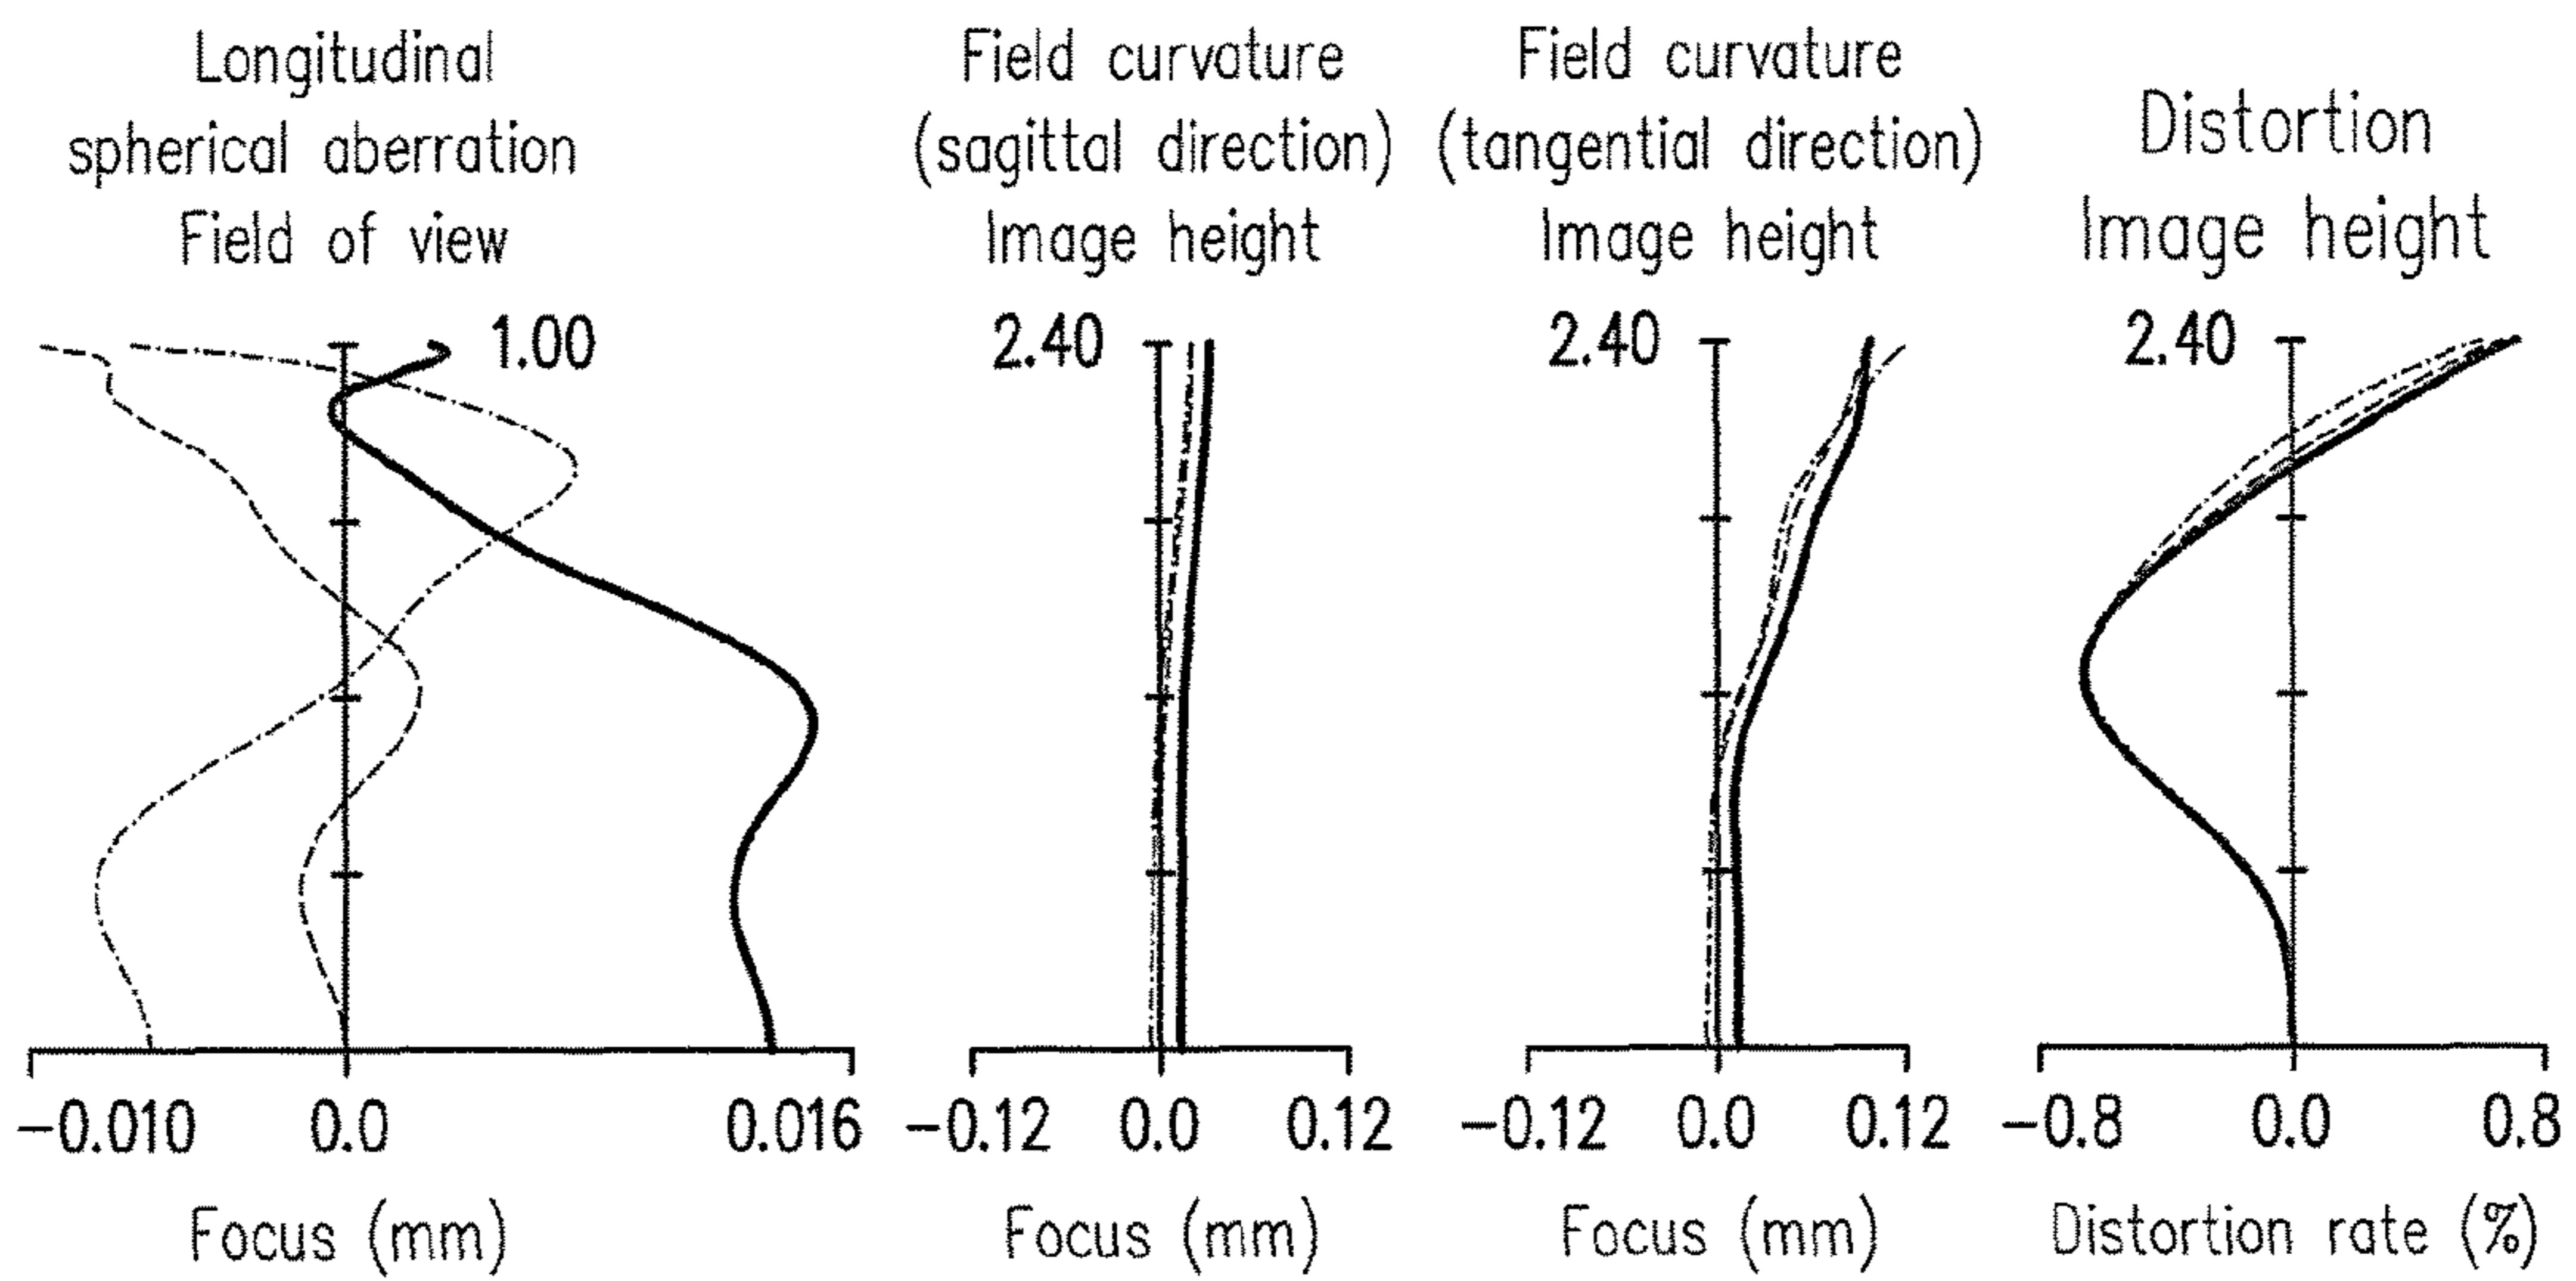 Longitudinal
spherical aberration
Field of view
1.00
−0.010 0.0 0.016
Focus (mm)
Field curvature
(sagittal direction)
Image height
2.40
−0.12 0.0 0.12
Focus (mm)
Field curvature
(tangential direction)
Image height
2.40
−0.12 0.0 0.12
Focus (mm)
Distortion
Image height
2.40
−0.8 0.0 0.8
Distortion rate (%)